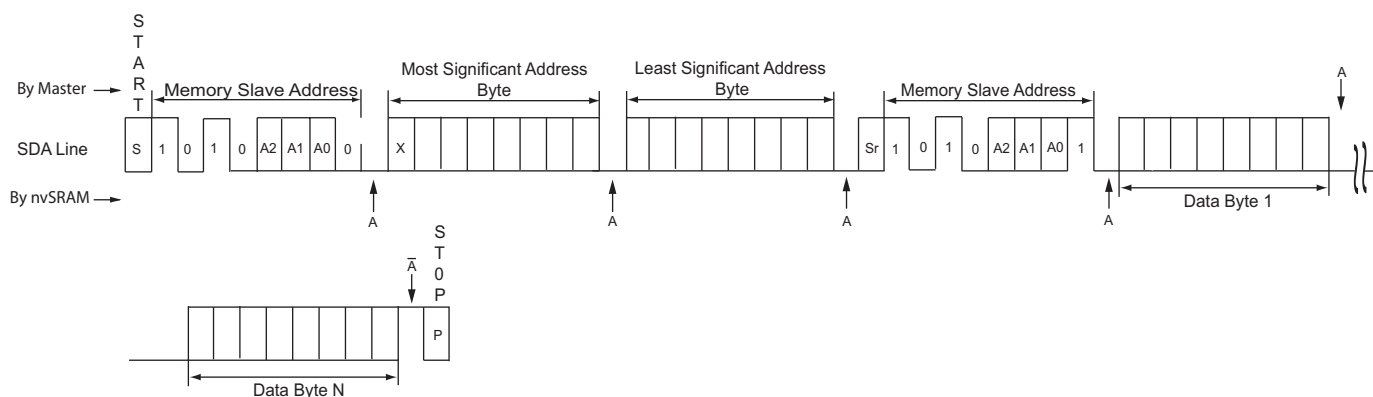 START
Most Significant Address Byte
Least Significant Address Byte
By Master
Memory Slave Address
Memory Slave Address
A
SDA Line
S 1 0 1 0 A2 A1 A0 0 X Sr 1 0 1 0 A2 A1 A0 1
By nvSRAM
A
A
A
A
Data Byte 1
ST0P
A̅
P
Data Byte N